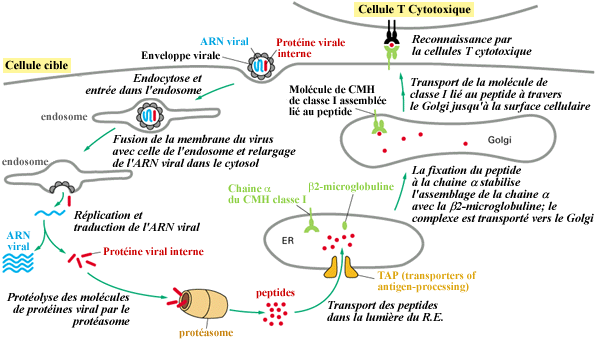 Cellule T Cytotoxique
Reconnaissance par
la cellules T cytotoxique
ARN viral
Protéine virale
interne
Enveloppe virale
Cellule cible
Endocytose et
entrée dans l'endosome
endosome
Fusion de la membrane du virus
avec celle de l'endosome et relargage
de l'ARN viral dans le cytosol
endosome
Réplication et
traduction de l'ARN viral
ARN
viral
Protéine viral interne
Protéolyse des molécules
de protéines viral par le
protéasome
protéasome
peptides
Transport des peptides
dans la lumière du R.E.
TAP (transporters of
antigen-processing)
ER
Chaine α
du CMH classe I
β2-microglobuline
La fixation du peptide
à la chaine α stabilise
l'assemblage de la chaine α
avec la β2-microglobuline; le
complexe est transporté vers le Golgi
Golgi
Molécule de CMH
de classe I assemblée
lié au peptide
Transport de la molécule de
classe I lié au peptide à travers
le Golgi jusqu'à la surface cellulaire